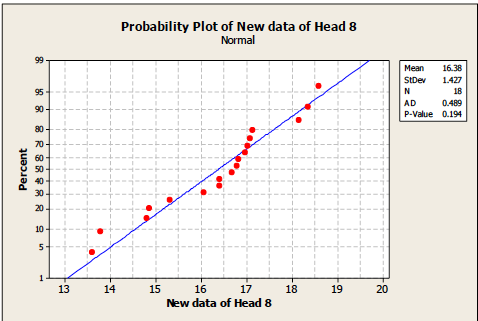 Probability Plot of New data of Head 8
Normal
99
95
90
80
70
60
50
40
30
20
10
5
1
Percent
13 14 15 16 17 18 19 20
New data of Head 8
Mean 16.38
StDev 1.427
N 18
AD 0.489
P-Value 0.194